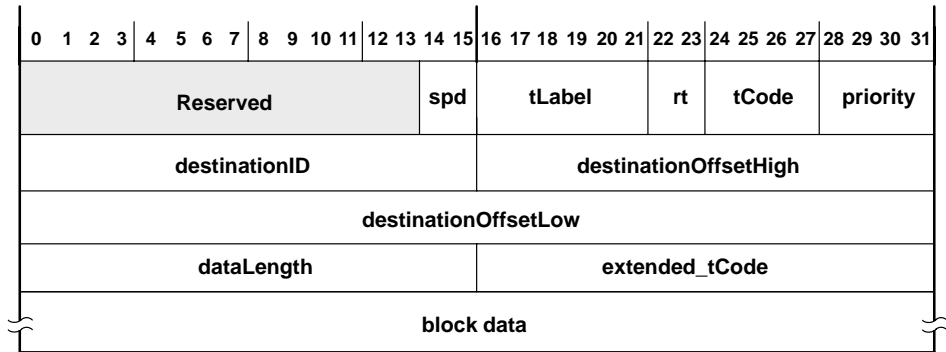 0 1 2 3 4 5 6 7 8 9 10 11 12 13 14 15 16 17 18 19 20 21 22 23 24 25 26 27 28 29 30 31
Reserved spd tLabel rt tCode priority
destinationID destinationOffsetHigh
destinationOffsetLow
dataLength extended_tCode
block data